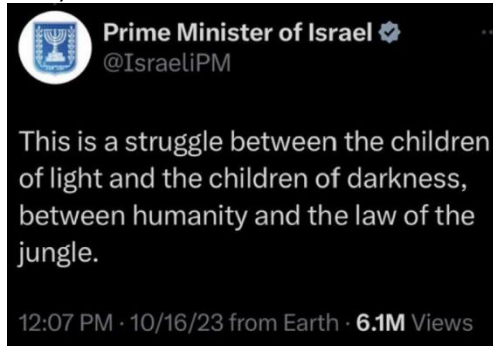 Prime Minister of Israel
@IsraeliPM
This is a struggle between the children
of light and the children of darkness,
between humanity and the law of the
jungle.
12:07 PM · 10/16/23 from Earth · 6.1M Views